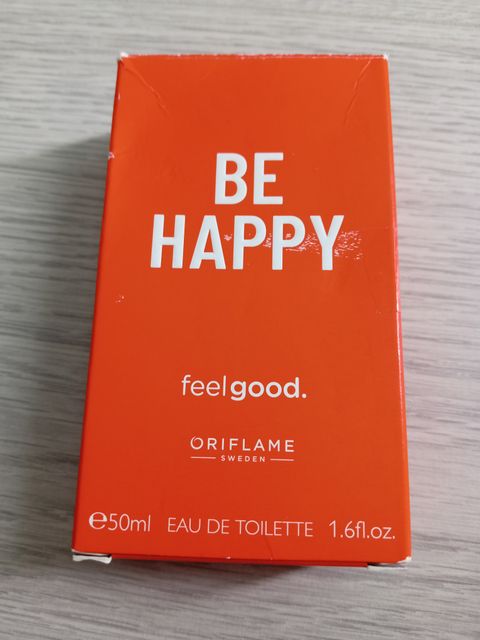 BE
HAPPY
feelgood.
ORIFLAME
SWEDEN
℮50ml EAU DE TOILETTE 1.6fl.oz.